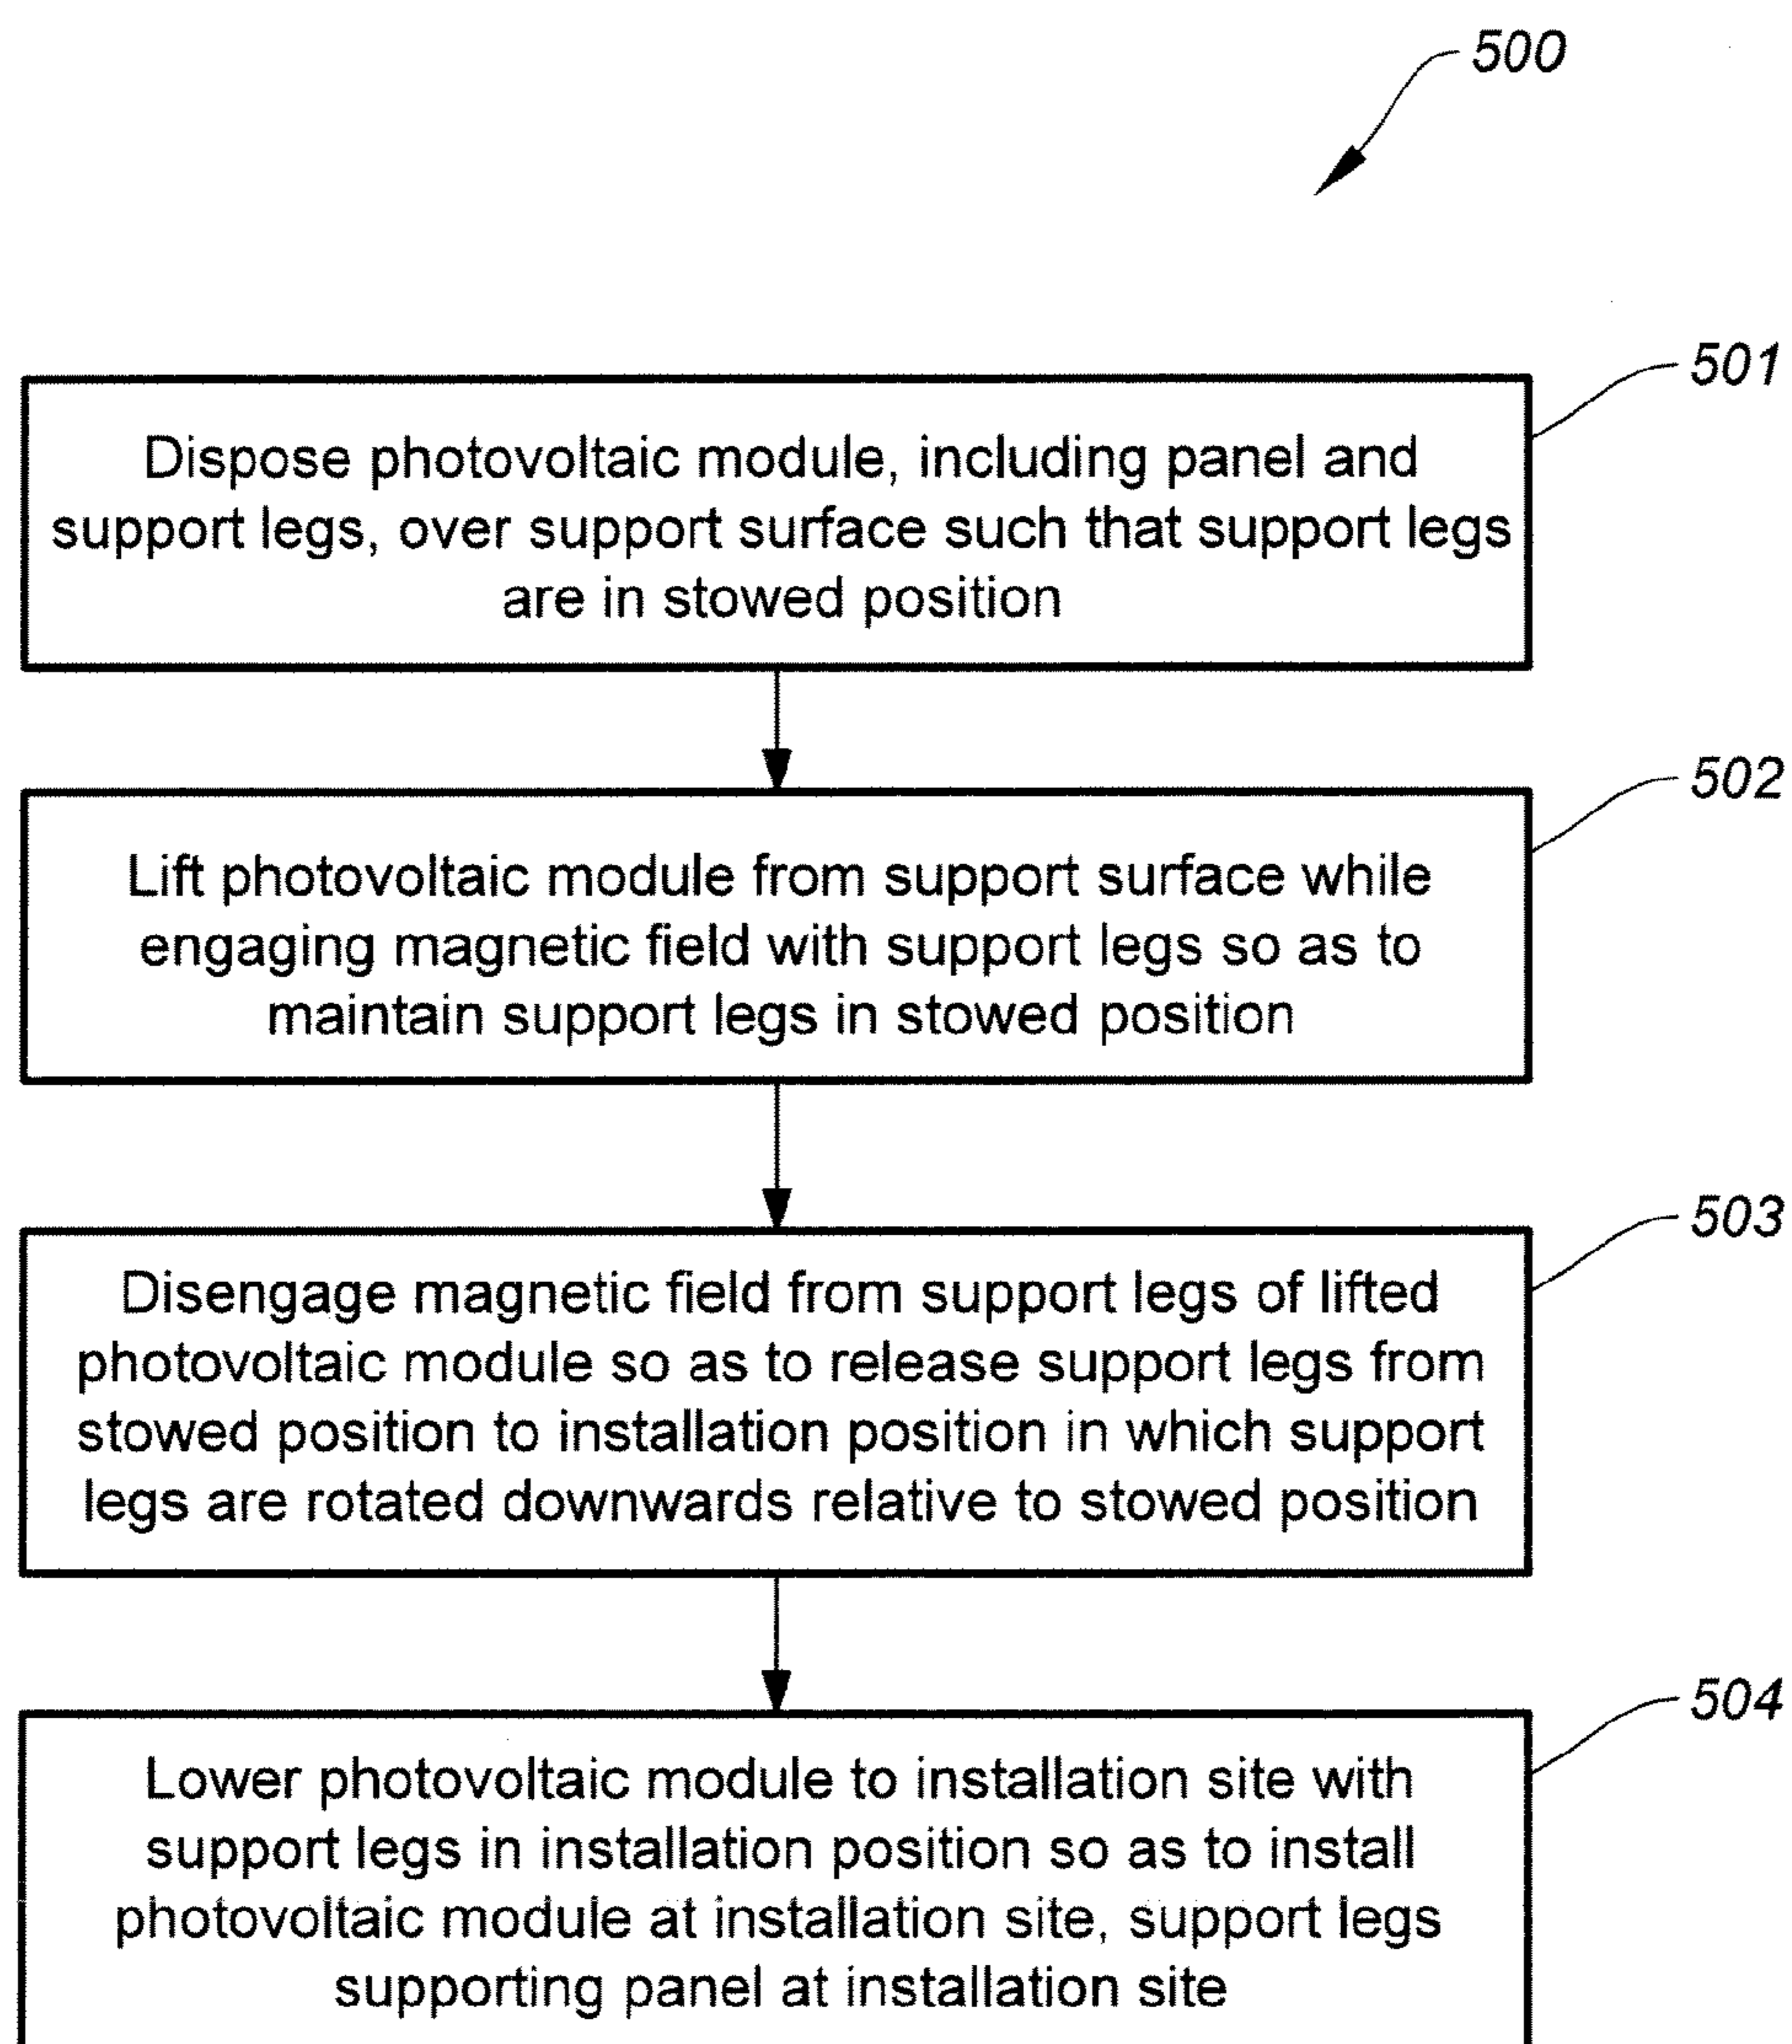 500
501
Dispose photovoltaic module, including panel and
support legs, over support surface such that support legs
are in stowed position
502
Lift photovoltaic module from support surface while
engaging magnetic field with support legs so as to
maintain support legs in stowed position
503
Disengage magnetic field from support legs of lifted
photovoltaic module so as to release support legs from
stowed position to installation position in which support
legs are rotated downwards relative to stowed position
504
Lower photovoltaic module to installation site with
support legs in installation position so as to install
photovoltaic module at installation site, support legs
supporting panel at installation site